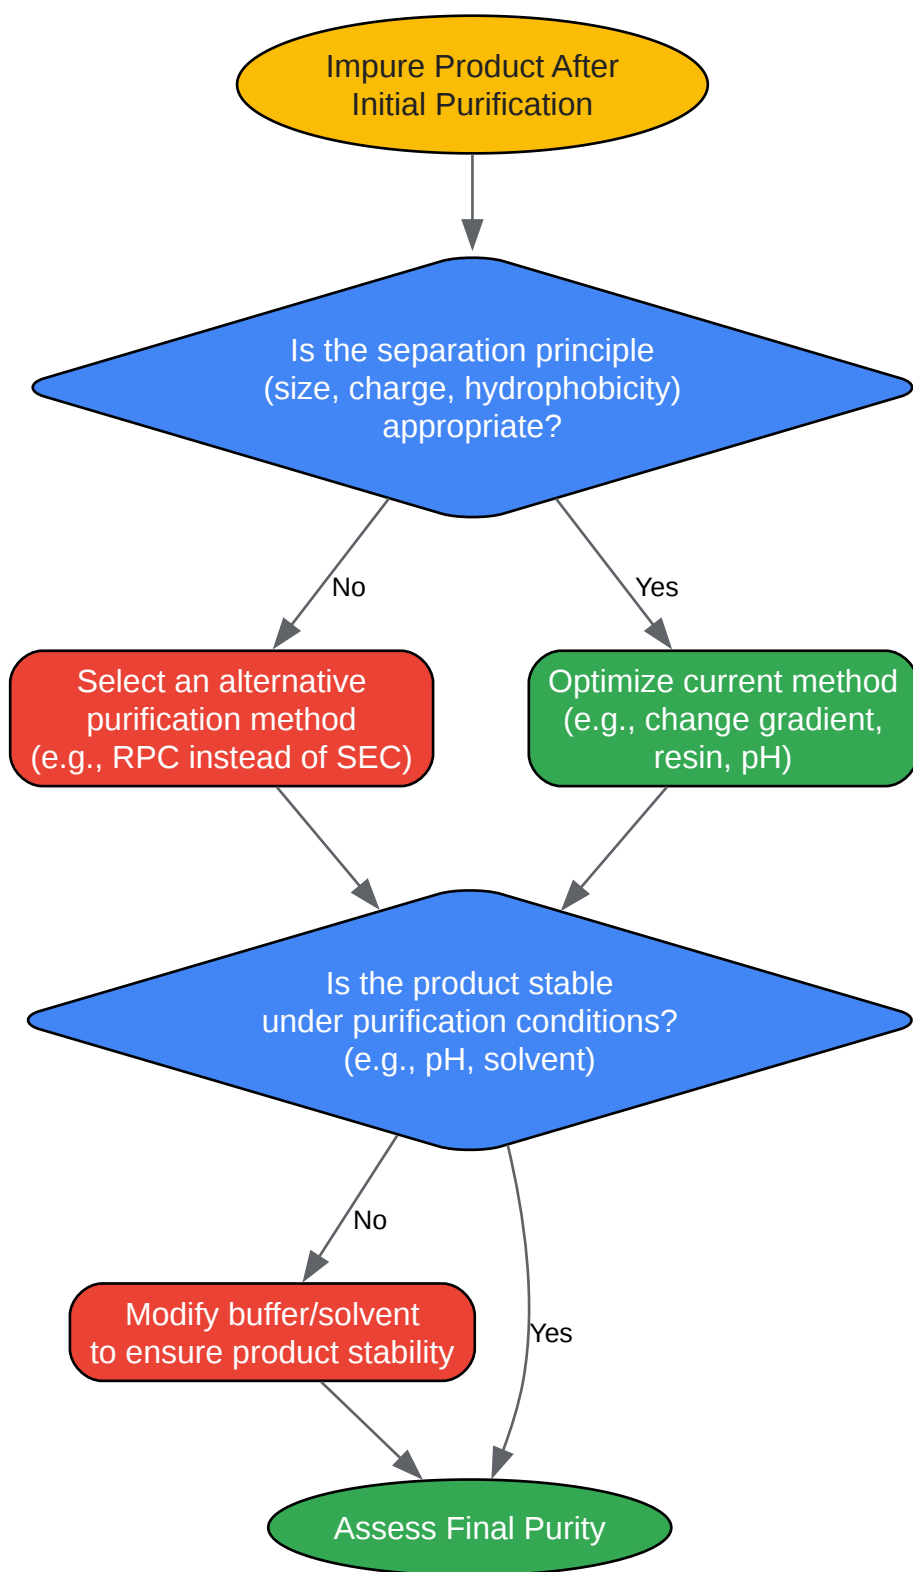 Impure Product After
Initial Purification
Is the separation principle
(size, charge, hydrophobicity)
appropriate?
No
Yes
Select an alternative
purification method
(e.g., RPC instead of SEC)
Optimize current method
(e.g., change gradient,
resin, pH)
Is the product stable
under purification conditions?
(e.g., pH, solvent)
No
Modify buffer/solvent
to ensure product stability
Yes
Assess Final Purity